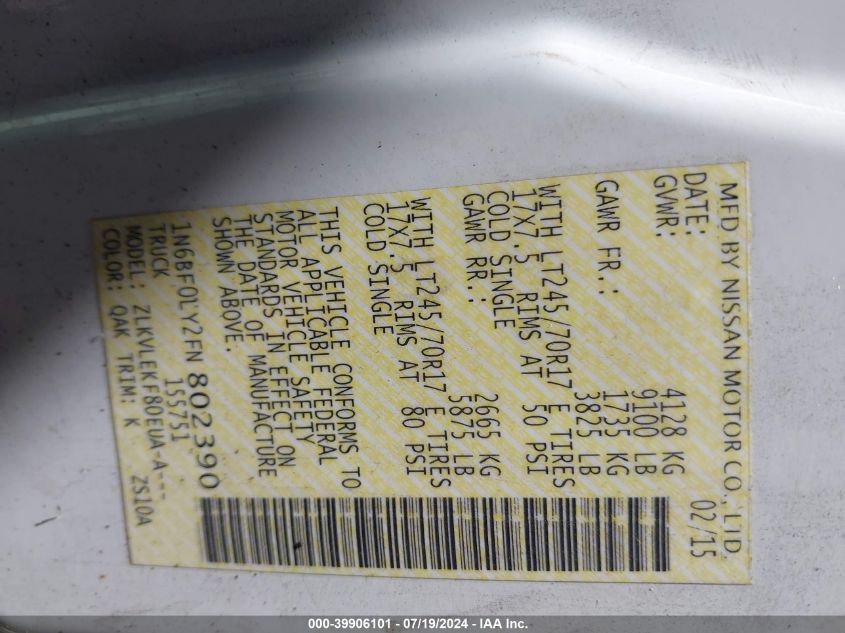 MFD BY NISSAN MOTOR CO., LTD.
DATE: 02/15
GVWR: 4128 KG
9100 LB
GAWR FR.: 1735 KG
3825 LB
WITH LT245/70R17 E TIRES
17X7.5 RIMS AT 50 PSI
COLD SINGLE
GAWR RR.: 2665 KG
5875 LB
WITH LT245/70R17 E TIRES
17X7.5 RIMS AT 80 PSI
COLD SINGLE
THIS VEHICLE CONFORMS TO
ALL APPLICABLE FEDERAL
MOTOR VEHICLE SAFETY
STANDARDS IN EFFECT ON
THE DATE OF MANUFACTURE
SHOWN ABOVE.
1N6BF0LY2FN802390
TRUCK 155751
MODEL: ZLKVLEKF80EUA-A---
COLOR: QAK TRIM: K 2S10A
000-39906101 - 07/19/2024 - IAA Inc.